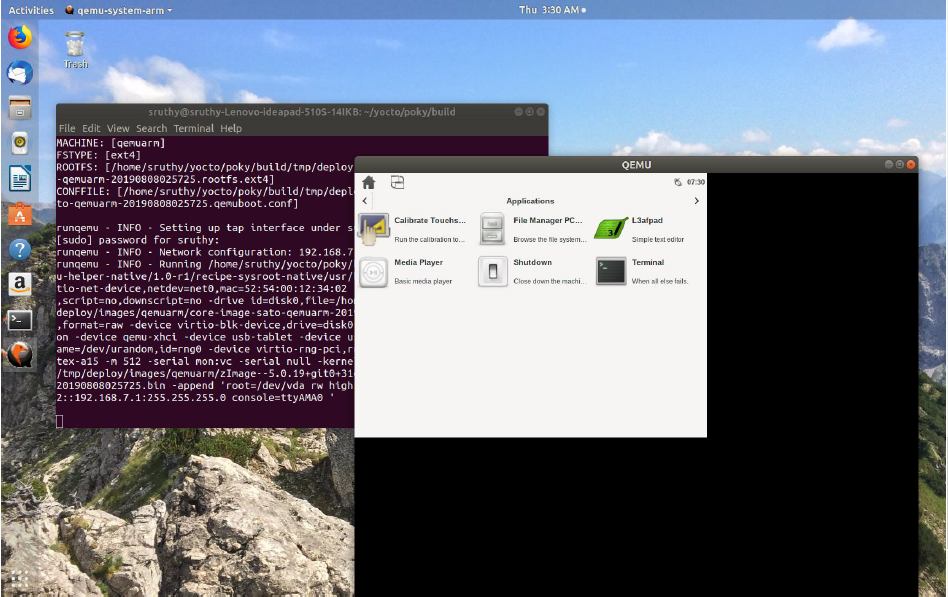 Activities qemu-system-arm Thu 3:30 AM
Trash
sruthy@sruthy-Lenovo-ideapad-510S-14IKB: ~/yocto/poky/build
File Edit View Search Terminal Help
MACHINE: [qemuarm]
FSTYPE: [ext4]
ROOTFS: [/home/sruthy/yocto/poky/build/tmp/deploy
-qemuarm-20190808025725.rootfs.ext4]
CONFFILE: [/home/sruthy/yocto/poky/build/tmp/depl
to-qemuarm-20190808025725.qemuboot.conf]
runqemu - INFO - Setting up tap interface under s
[sudo] password for sruthy:
runqemu - INFO - Network configuration: 192.168.7
runqemu - INFO - Running /home/sruthy/yocto/poky/
u-helper-native/1.0-r1/recipe-sysroot-native/usr/
tio-net-device,netdev=net0,mac=52:54:00:12:34:02
,script=no,downscript=no -drive id=disk0,file=/ho
deploy/images/qemuarm/core-image-sato-qemuarm-201
,format=raw -device virtio-blk-device,drive=disk0
on -device qemu-xhci -device usb-tablet -device u
ame=/dev/urandom,id=rng0 -device virtio-rng-pci,r
tex-a15 -m 512 -serial mon:vc -serial null -kerne
/tmp/deploy/images/qemuarm/zImage--5.0.19+git0+31
20190808025725.bin -append 'root=/dev/vda rw high
2::192.168.7.1:255.255.255.0 console=ttyAMA0 '
QEMU
07:30
Applications
Calibrate Touchs...
Run the calibration to...
File Manager PC...
Browse the file system...
L3afpad
Simple text editor
Media Player
Basic media player
Shutdown
Close down the machi...
Terminal
When all else fails.